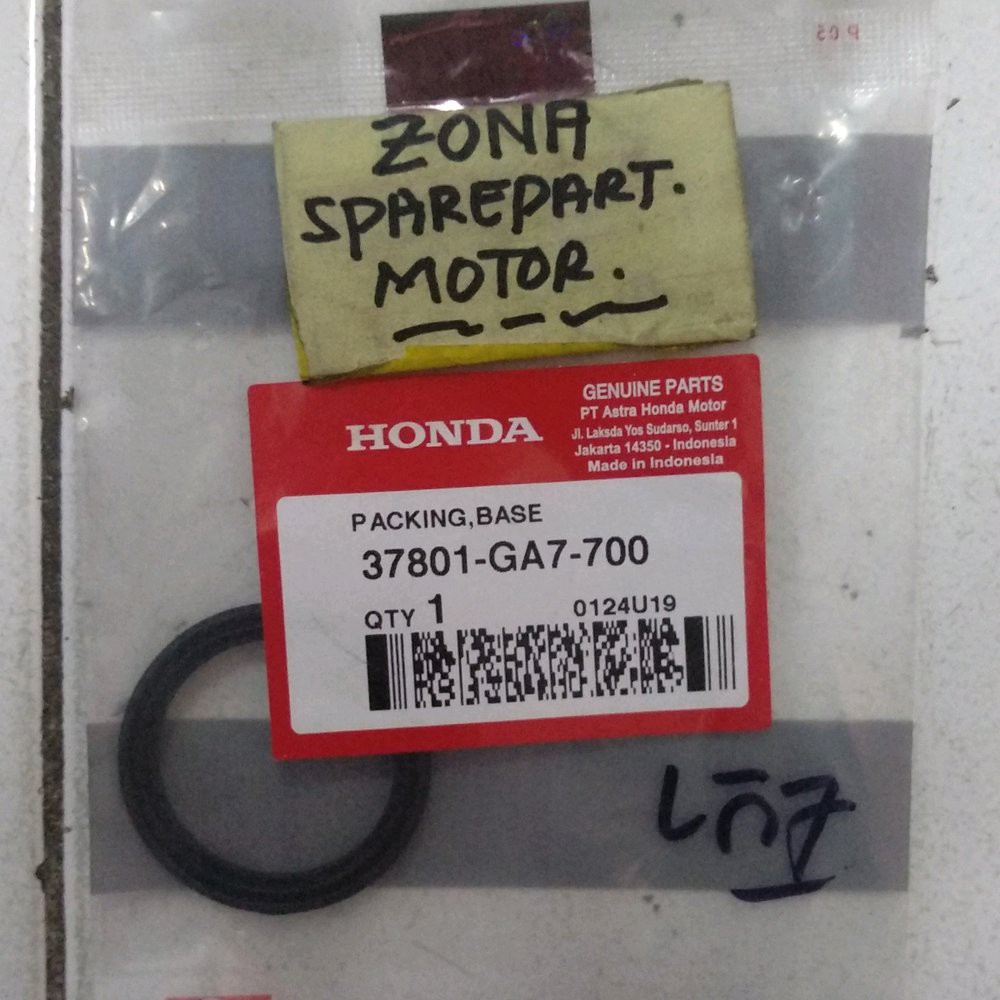 ZONA
SPAREPART.
MOTOR.
HONDA
GENUINE PARTS
PT Astra Honda Motor
Jl. Laksda Yos Sudarso, Sunter 1
Jakarta 14350 - Indonesia
Made in Indonesia
PACKING,BASE
37801-GA7-700
QTY 1
0124U19